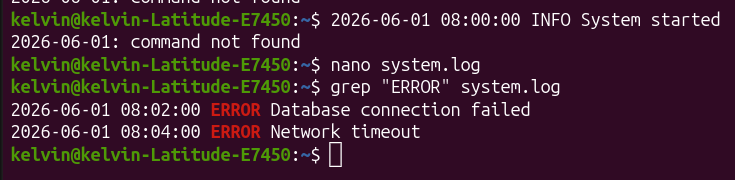 kelvin@kelvin-Latitude-E7450:~$ 2026-06-01 08:00:00 INFO System started
2026-06-01: command not found
kelvin@kelvin-Latitude-E7450:~$ nano system.log
kelvin@kelvin-Latitude-E7450:~$ grep "ERROR" system.log
2026-06-01 08:02:00 ERROR Database connection failed
2026-06-01 08:04:00 ERROR Network timeout
kelvin@kelvin-Latitude-E7450:~$